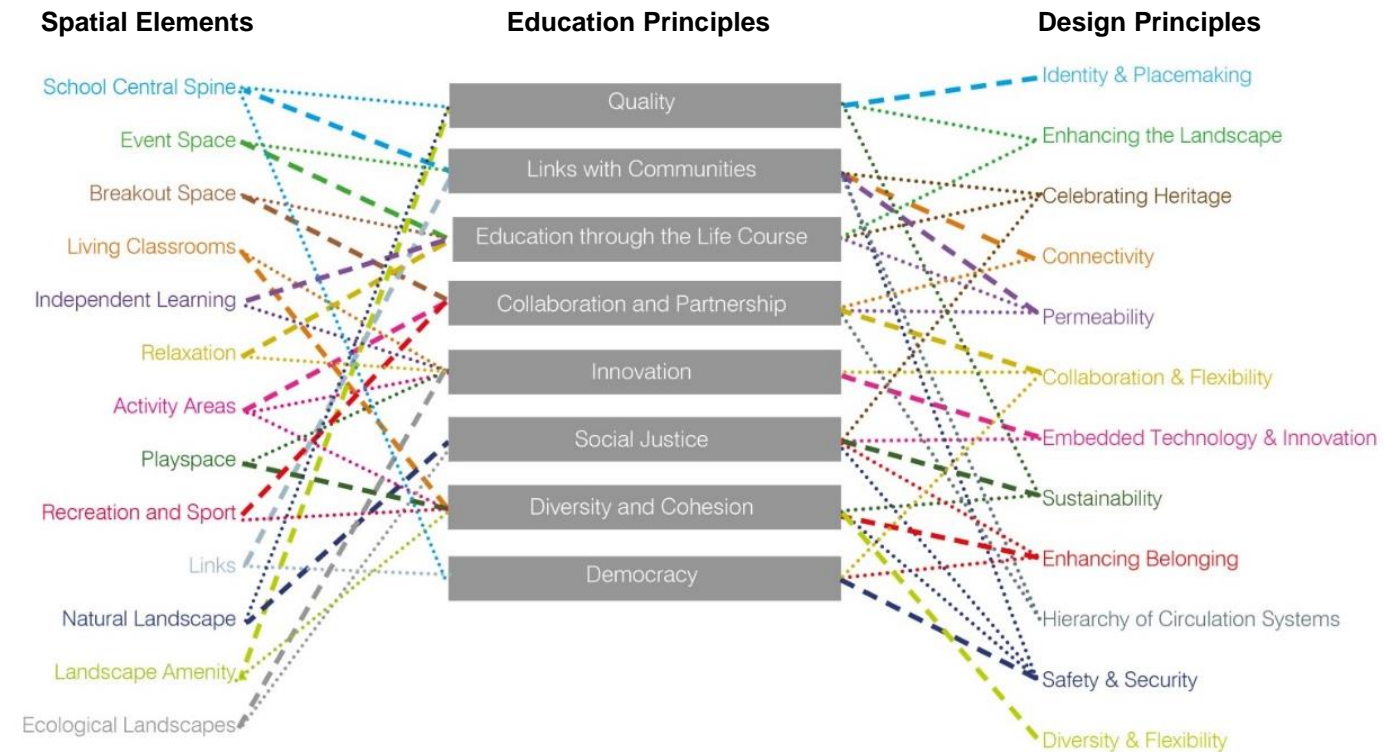 Spatial Elements
Education Principles
Design Principles
School Central Spine
Event Space
Breakout Space
Living Classrooms
Independent Learning
Relaxation
Activity Areas
Playspace
Recreation and Sport
Links
Natural Landscape
Landscape Amenity
Ecological Landscapes
Quality
Links with Communities
Education through the Life Course
Collaboration and Partnership
Innovation
Social Justice
Diversity and Cohesion
Democracy
Identity & Placemaking
Enhancing the Landscape
Celebrating Heritage
Connectivity
Permeability
Collaboration & Flexibility
Embedded Technology & Innovation
Sustainability
Enhancing Belonging
Hierarchy of Circulation Systems
Safety & Security
Diversity & Flexibility